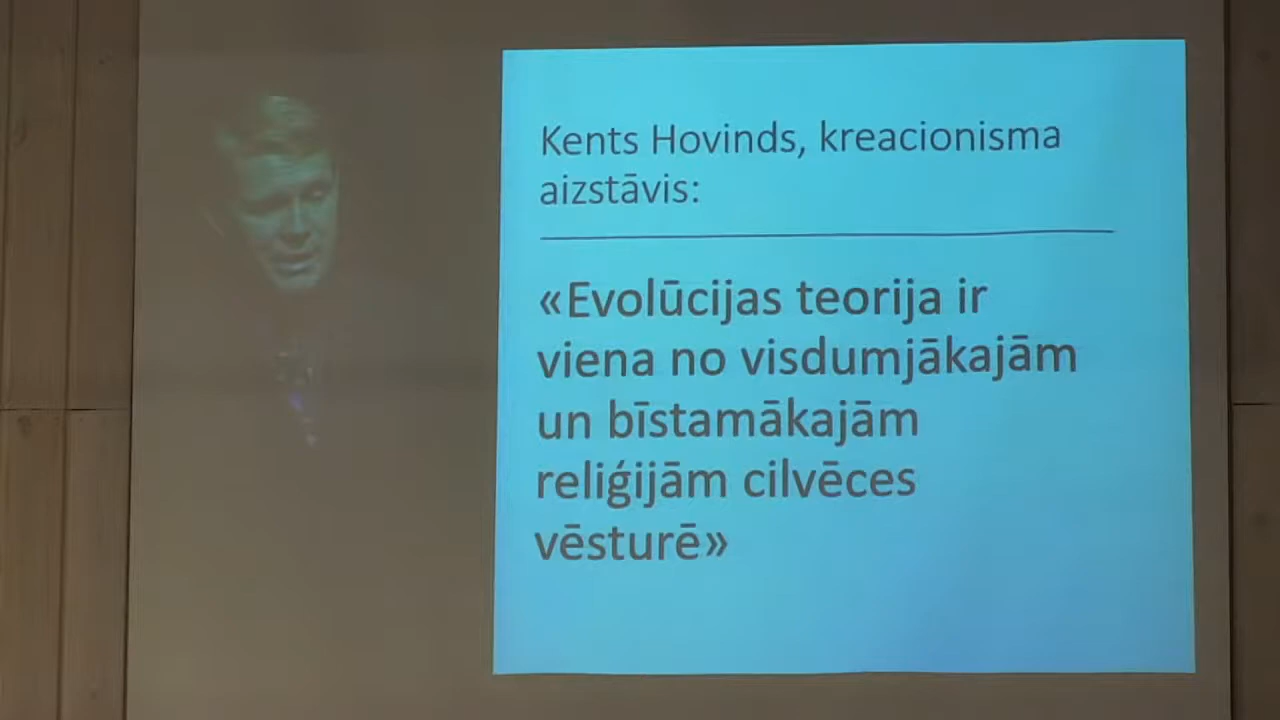 Kents Hovinds, kreacionisma
aizstāvis:
«Evolūcijas teorija ir
viena no visdumjākajām
un bīstamākajām
reliģijām cilvēces
vēsturē»